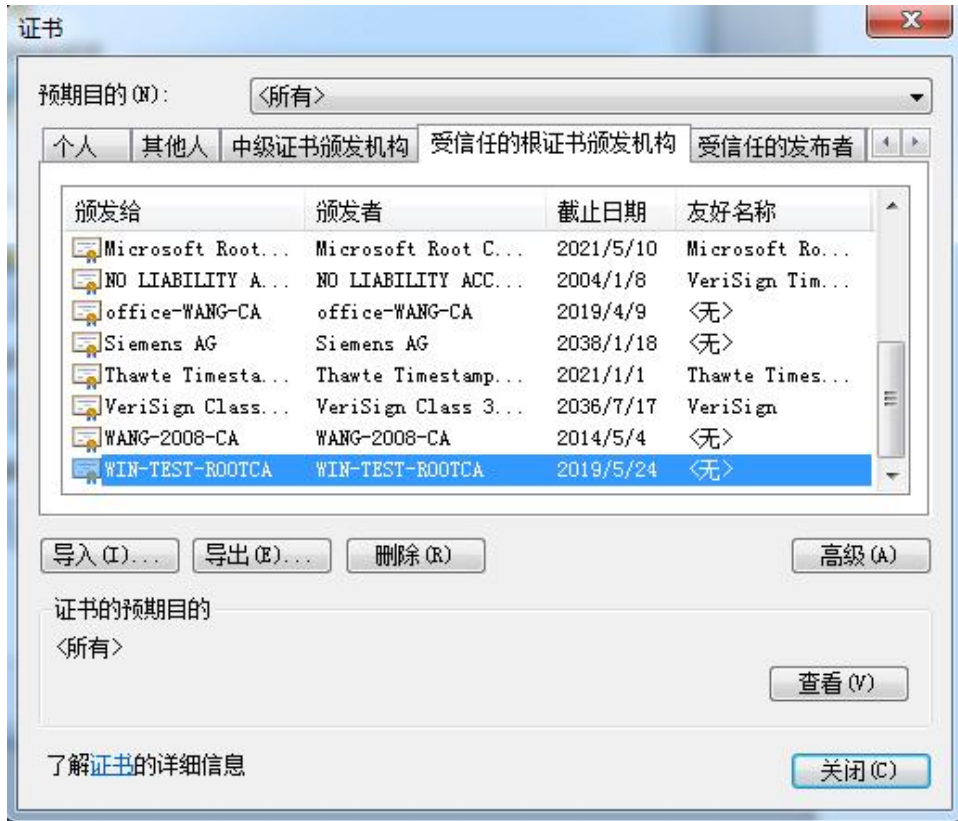 证书
预期目的(N): <所有>
个人 其他人 中级证书颁发机构 受信任的根证书颁发机构 受信任的发布者
颁发给 颁发者 截止日期 友好名称
Microsoft Root... Microsoft Root C... 2021/5/10 Microsoft Ro...
NO LIABILITY A... NO LIABILITY ACC... 2004/1/8 VeriSign Tim...
office-WANG-CA office-WANG-CA 2019/4/9 <无>
Siemens AG Siemens AG 2038/1/18 <无>
Thawte Timesta... Thawte Timestamp... 2021/1/1 Thawte Times...
VeriSign Class... VeriSign Class 3... 2036/7/17 VeriSign
WANG-2008-CA WANG-2008-CA 2014/5/4 <无>
WIN-TEST-ROOTCA WIN-TEST-ROOTCA 2019/5/24 <无>
导入(I)... 导出(E)... 删除(R) 高级(A)
证书的预期目的
<所有>
查看(V)
了解证书的详细信息
关闭(C)